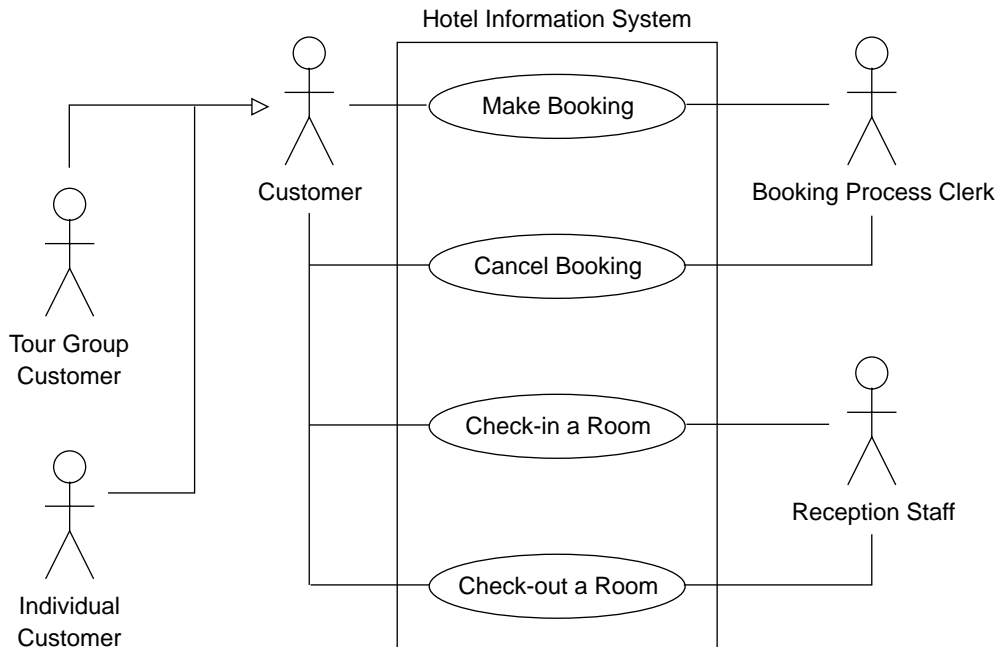 Hotel Information System
Make Booking
Customer
Booking Process Clerk
Cancel Booking
Tour Group
Customer
Check-in a Room
Reception Staff
Check-out a Room
Individual
Customer